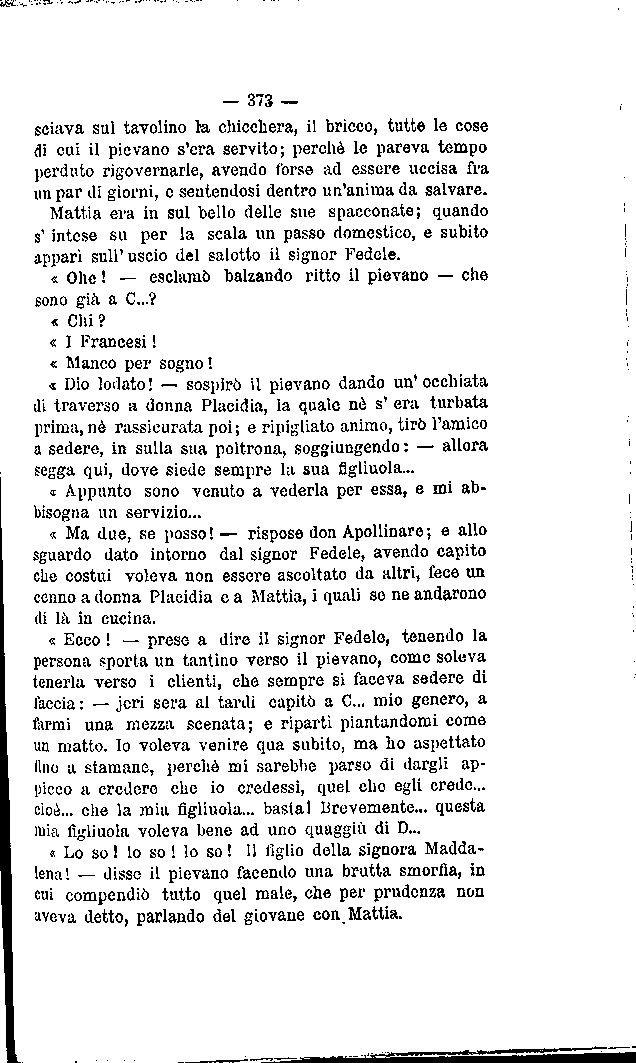 — 373 —
sciava sul tavolino la chicchera, il bricco, tutte le cose
di cui il pievano s'era servito; perchè le pareva tempo
perduto rigovernarle, avendo forse ad essere uccisa fra
un par di giorni, e sentendosi dentro un'anima da salvare.
Mattia era in sul bello delle sue spacconate; quando
s' intese su per la scala un passo domestico, e subito
apparì sull' uscio del salotto il signor Fedele.
« Ohe! — esclamò balzando ritto il pievano — che
sono già a C...?
« Chi?
« I Francesi!
« Manco per sogno!
« Dio lodato! — sospirò il pievano dando un' occhiata
di traverso a donna Placidia, la quale nè s' era turbata
prima, nè rassicurata poi; e ripigliato animo, tirò l'amico
a sedere, in sulla sua poltrona, soggiungendo: — allora
segga qui, dove siede sempre la sua figliuola...
« Appunto sono venuto a vederla per essa, e mi ab-
bisogna un servizio...
« Ma due, se posso! — rispose don Apollinare; e allo
sguardo dato intorno dal signor Fedele, avendo capito
che costui voleva non essere ascoltato da altri, fece un
cenno a donna Placidia e a Mattia, i quali se ne andarono
di là in cucina.
« Ecco! — prese a dire il signor Fedele, tenendo la
persona sporta un tantino verso il pievano, come soleva
tenerla verso i clienti, che sempre si faceva sedere di
faccia: — jeri sera al tardi capitò a C... mio genero, a
farmi una mezza scenata; e ripartì piantandomi come
un matto. Io voleva venire qua subito, ma ho aspettato
fino a stamane, perchè mi sarebbe parso di dargli ap-
picco a credere che io credessi, quel che egli crede...
cioè... che la mia figliuola... basta! Brevemente... questa
mia figliuola voleva bene ad uno quaggiù di D...
« Lo so! lo so! lo so! Il figlio della signora Madda-
lena! — disse il pievano facendo una brutta smorfia, in
cui compendiò tutto quel male, che per prudenza non
aveva detto, parlando del giovane con Mattia.